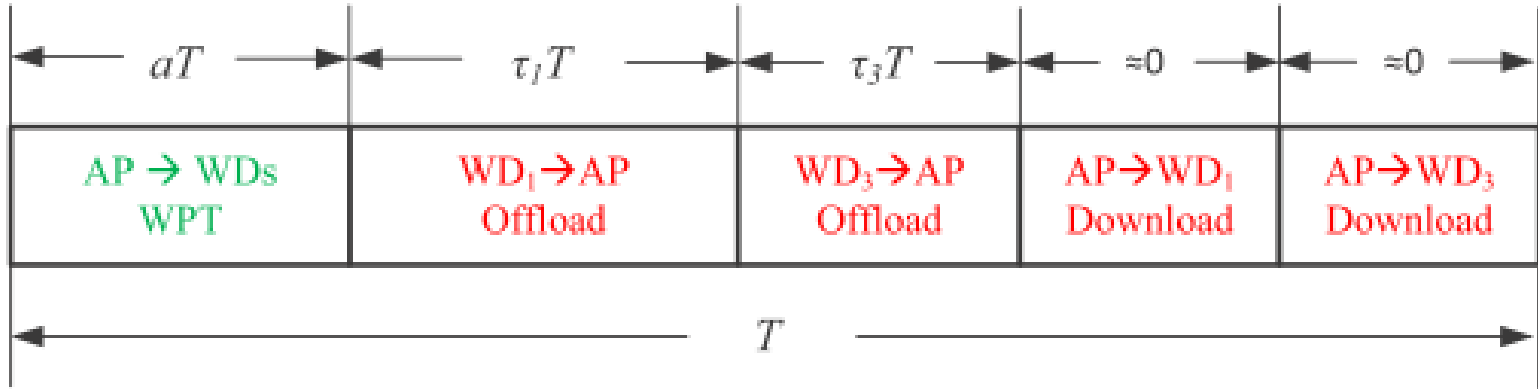 aT τ₁T τ₃T ≈0 ≈0
AP → WDs WD₁→AP WD₃→AP AP→WD₁ AP→WD₃
WPT Offload Offload Download Download
T